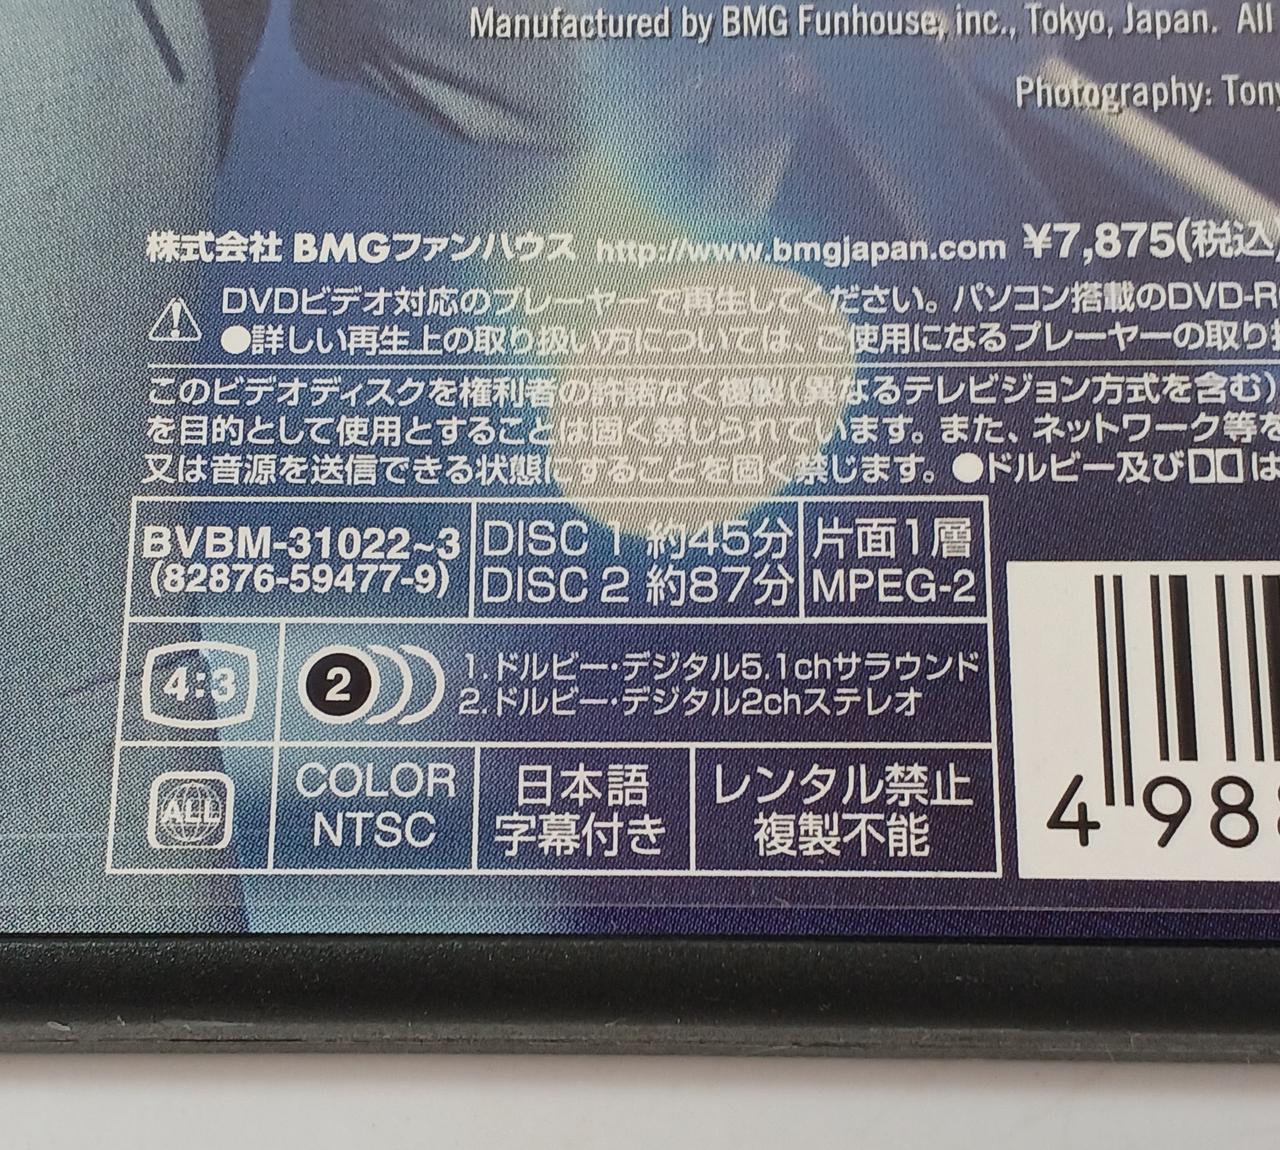 Manufactured by BMG Funhouse, inc., Tokyo, Japan. All
Photography: Tony
株式会社 BMGファンハウス http://www.bmgjapan.com ¥7,875(税込)
DVDビデオ対応のプレーヤーで再生してください。パソコン搭載のDVD-R
●詳しい再生上の取り扱い方については、ご使用になるプレーヤーの取り扱
このビデオディスクを権利者の許諾なく複製(異なるテレビジョン方式を含む)
を目的として使用とすることは固く禁じられています。また、ネットワーク等を
又は音源を送信できる状態にすることを固く禁じます。●ドルビー及びは
BVBM-31022~3
(82876-59477-9)
DISC 1 約45分
DISC 2 約87分
片面1層
MPEG-2
4:3
2
1.ドルビー・デジタル5.1chサラウンド
2.ドルビー・デジタル2chステレオ
ALL
COLOR
NTSC
日本語
字幕付き
レンタル禁止
複製不能
4 98